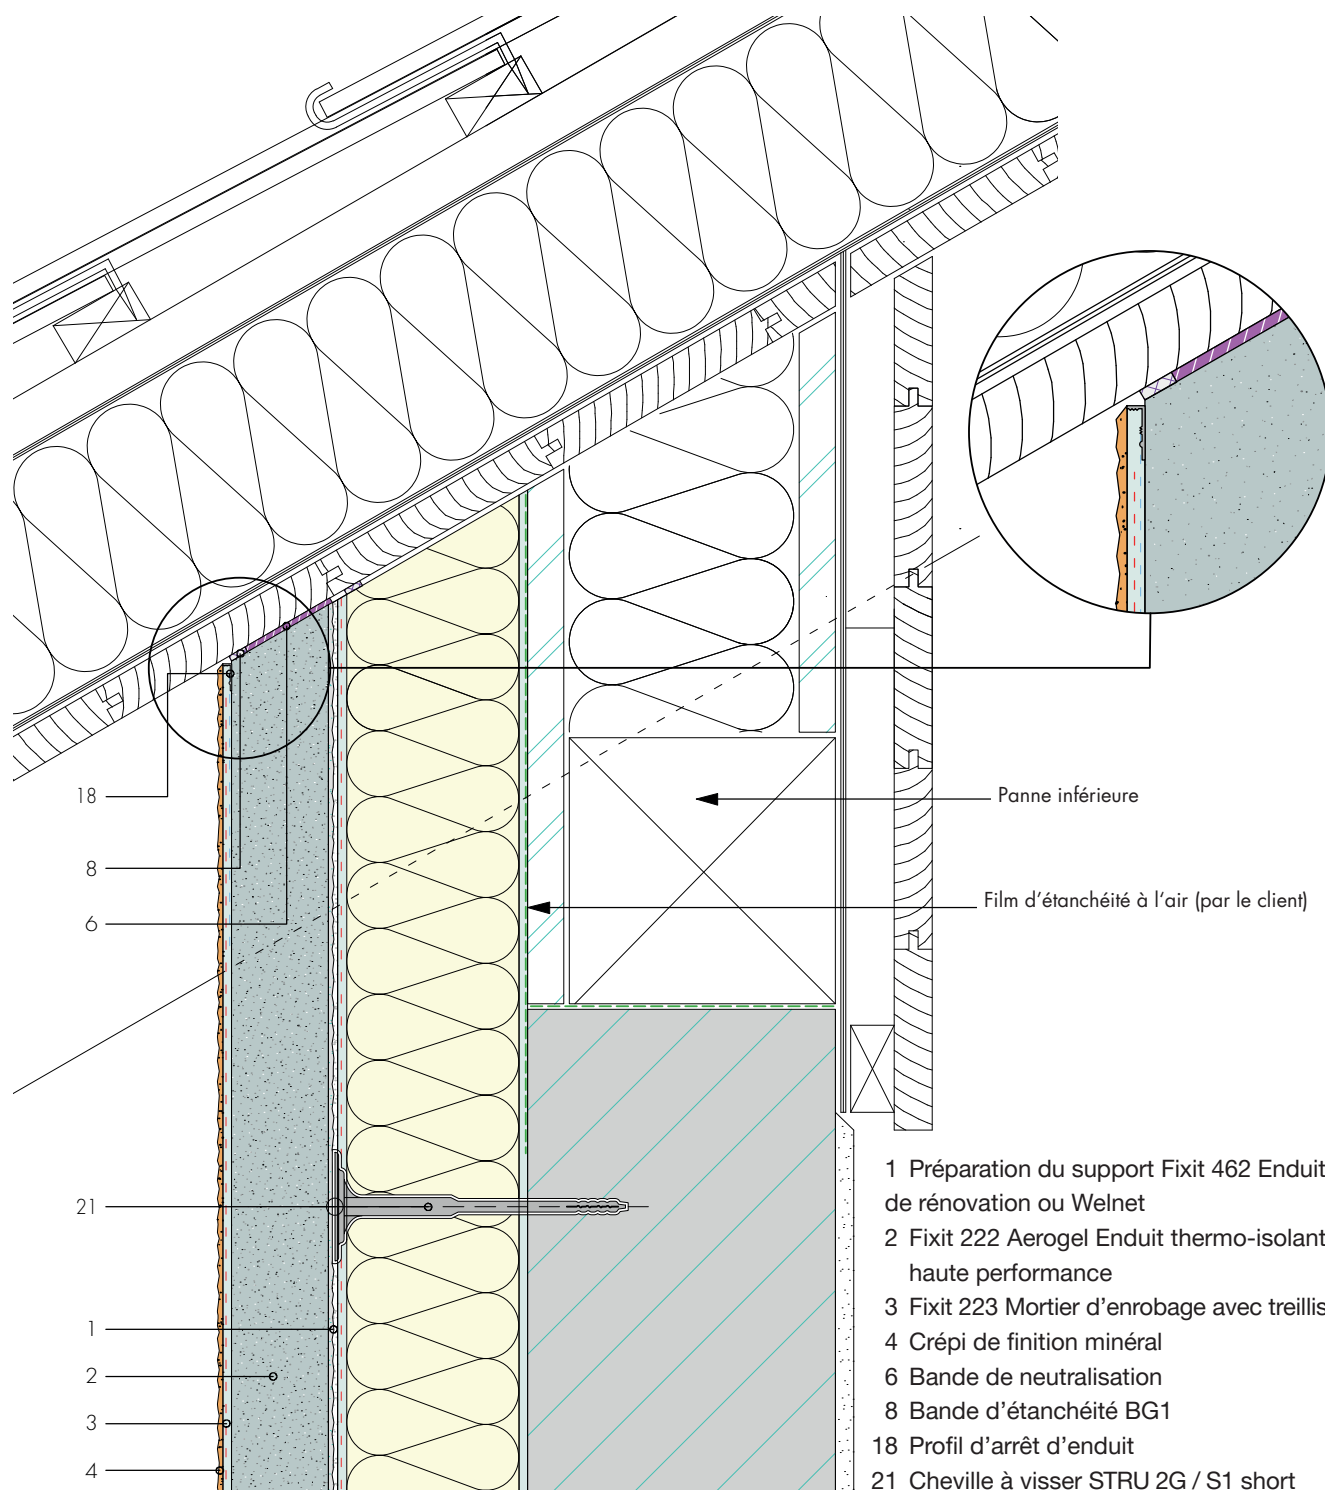 18
8
6
Panne inférieure
Film d'étanchéité à l'air (par le client)
21
1
2
3
4
1 Préparation du support Fixit 462 Enduit
de rénovation ou Welnet
2 Fixit 222 Aerogel Enduit thermo-isolant
haute performance
3 Fixit 223 Mortier d'enrobage avec treillis
4 Crépi de finition minéral
6 Bande de neutralisation
8 Bande d'étanchéité BG1
18 Profil d'arrêt d'enduit
21 Cheville à visser STRU 2G / S1 short